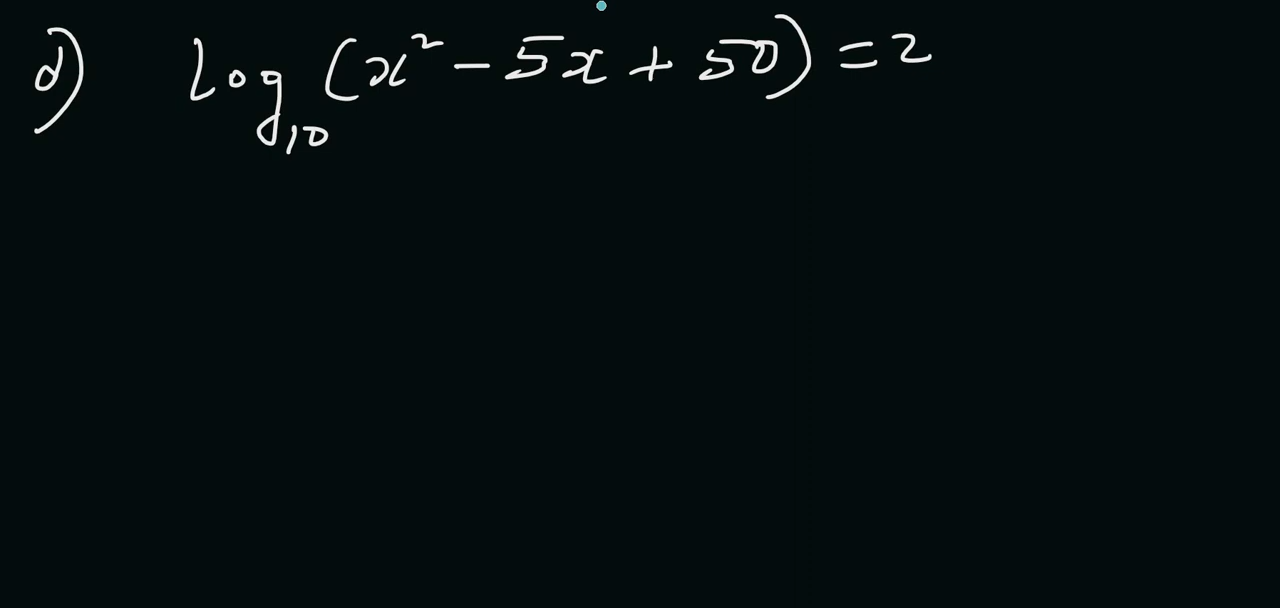 d) log₁₀ (x² - 5x + 50) = 2